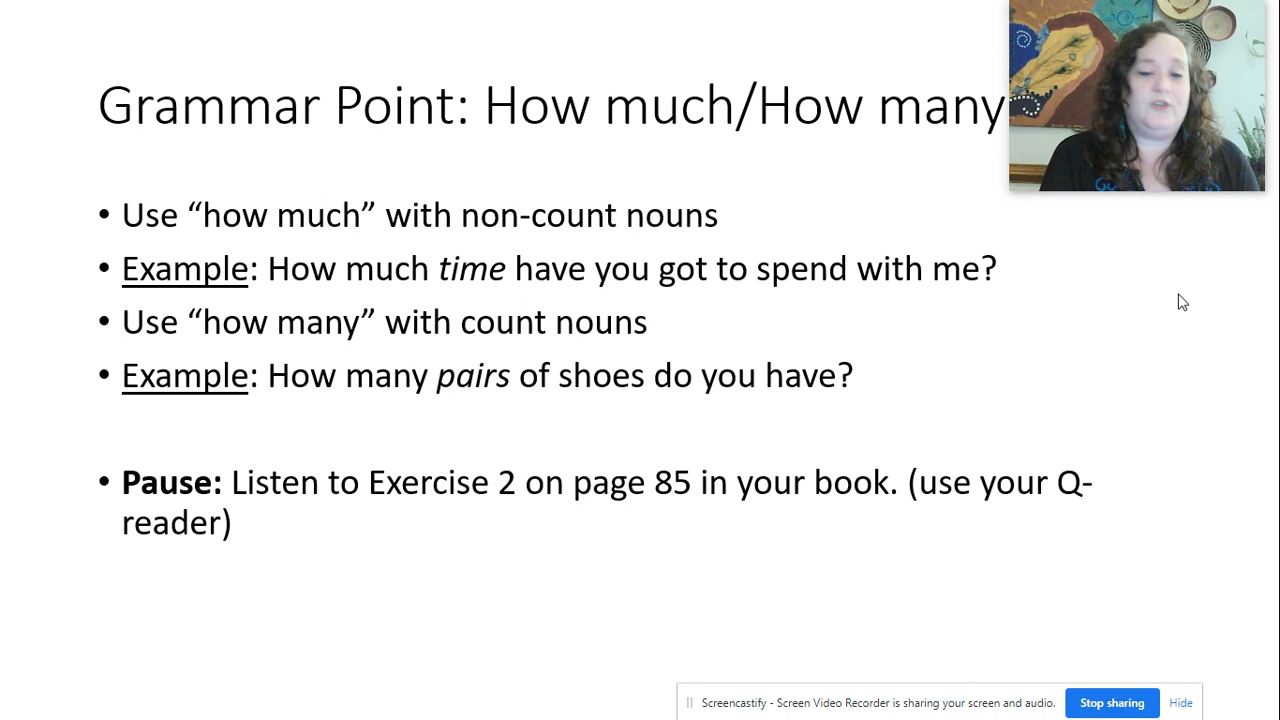 Grammar Point: How much/How many
• Use “how much” with non-count nouns
• Example: How much time have you got to spend with me?
• Use “how many” with count nouns
• Example: How many pairs of shoes do you have?
• Pause: Listen to Exercise 2 on page 85 in your book. (use your Q-
reader)
Screencastify - Screen Video Recorder is sharing your screen and audio. Stop sharing Hide